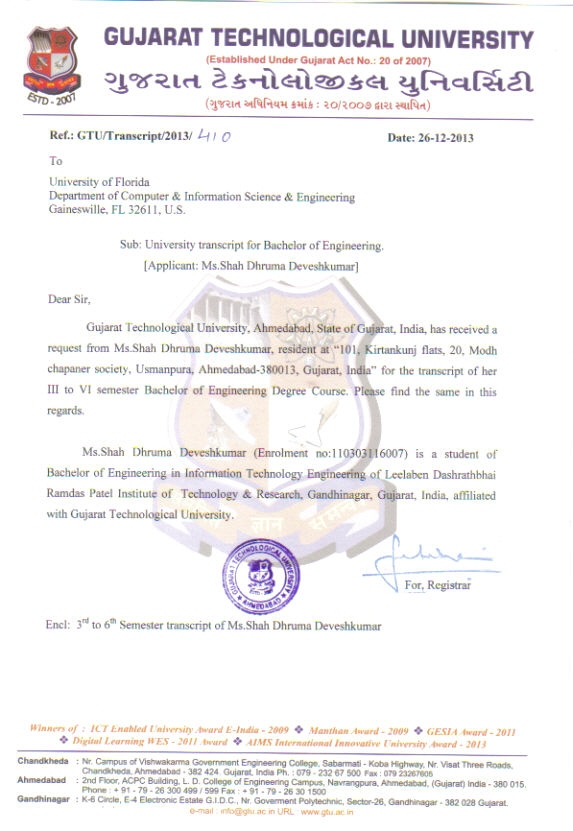 GUJARAT TECHNOLOGICAL UNIVERSITY
(Established Under Gujarat Act No.: 20 of 2007)
ગુજરાત ટેકનોલોજીકલ યુનિવર્સિટી
(ગુજરાત અધિનિયમ ક્રમાંક : ૨૦/૨૦૦૭ દ્વારા સ્થાપિત)
ESTD - 2007
Ref.: GTU/Transcript/2013/ 410
Date: 26-12-2013
To
University of Florida
Department of Computer & Information Science & Engineering
Gaineswille, FL 32611, U.S.
Sub: University transcript for Bachelor of Engineering.
[Applicant: Ms.Shah Dhruma Deveshkumar]
Dear Sir,
Gujarat Technological University, Ahmedabad, State of Gujarat, India, has received a
request from Ms.Shah Dhruma Deveshkumar, resident at “101, Kirtankunj flats, 20, Modh
chapaner society, Usmanpura, Ahmedabad-380013, Gujarat, India” for the transcript of her
III to VI semester Bachelor of Engineering Degree Course. Please find the same in this
regards.
Ms.Shah Dhruma Deveshkumar (Enrolment no:110303116007) is a student of
Bachelor of Engineering in Information Technology Engineering of Leelaben Dashrathbhai
Ramdas Patel Institute of Technology & Research, Gandhinagar, Gujarat, India, affiliated
with Gujarat Technological University.
ज्ञान
GUJARAT TECHNOLOGICAL UNIVERSITY
ESTD - 2007
AHMEDABAD
For, Registrar
Encl: 3rd to 6th Semester transcript of Ms.Shah Dhruma Deveshkumar
Winners of : ICT Enabled University Award E-India - 2009 ❖ Manthan Award - 2009 ❖ GESIA Award - 2011
❖ Digital Learning WES - 2011 Award ❖ AIMS International Innovative University Award - 2013
Chandkheda : Nr. Campus of Vishwakarma Government Engineering College, Sabarmati - Koba Highway, Nr. Visat Three Roads,
Chandkheda, Ahmedabad - 382 424. Gujarat, India Ph. : 079 - 232 67 500 Fax : 079 23267605
Ahmedabad : 2nd Floor, ACPC Building, L. D. College of Engineering Campus, Navrangpura, Ahmedabad, (Gujarat) India - 380 015.
Phone : + 91 - 79 - 26 300 499 / 599 Fax : + 91 - 79 - 26 30 1500
Gandhinagar : K-6 Circle, E-4 Electronic Estate G.I.D.C., Nr. Goverment Polytechnic, Sector-26, Gandhinagar - 382 028 Gujarat.
e-mail : info@gtu.ac.in URL www.gtu.ac.in